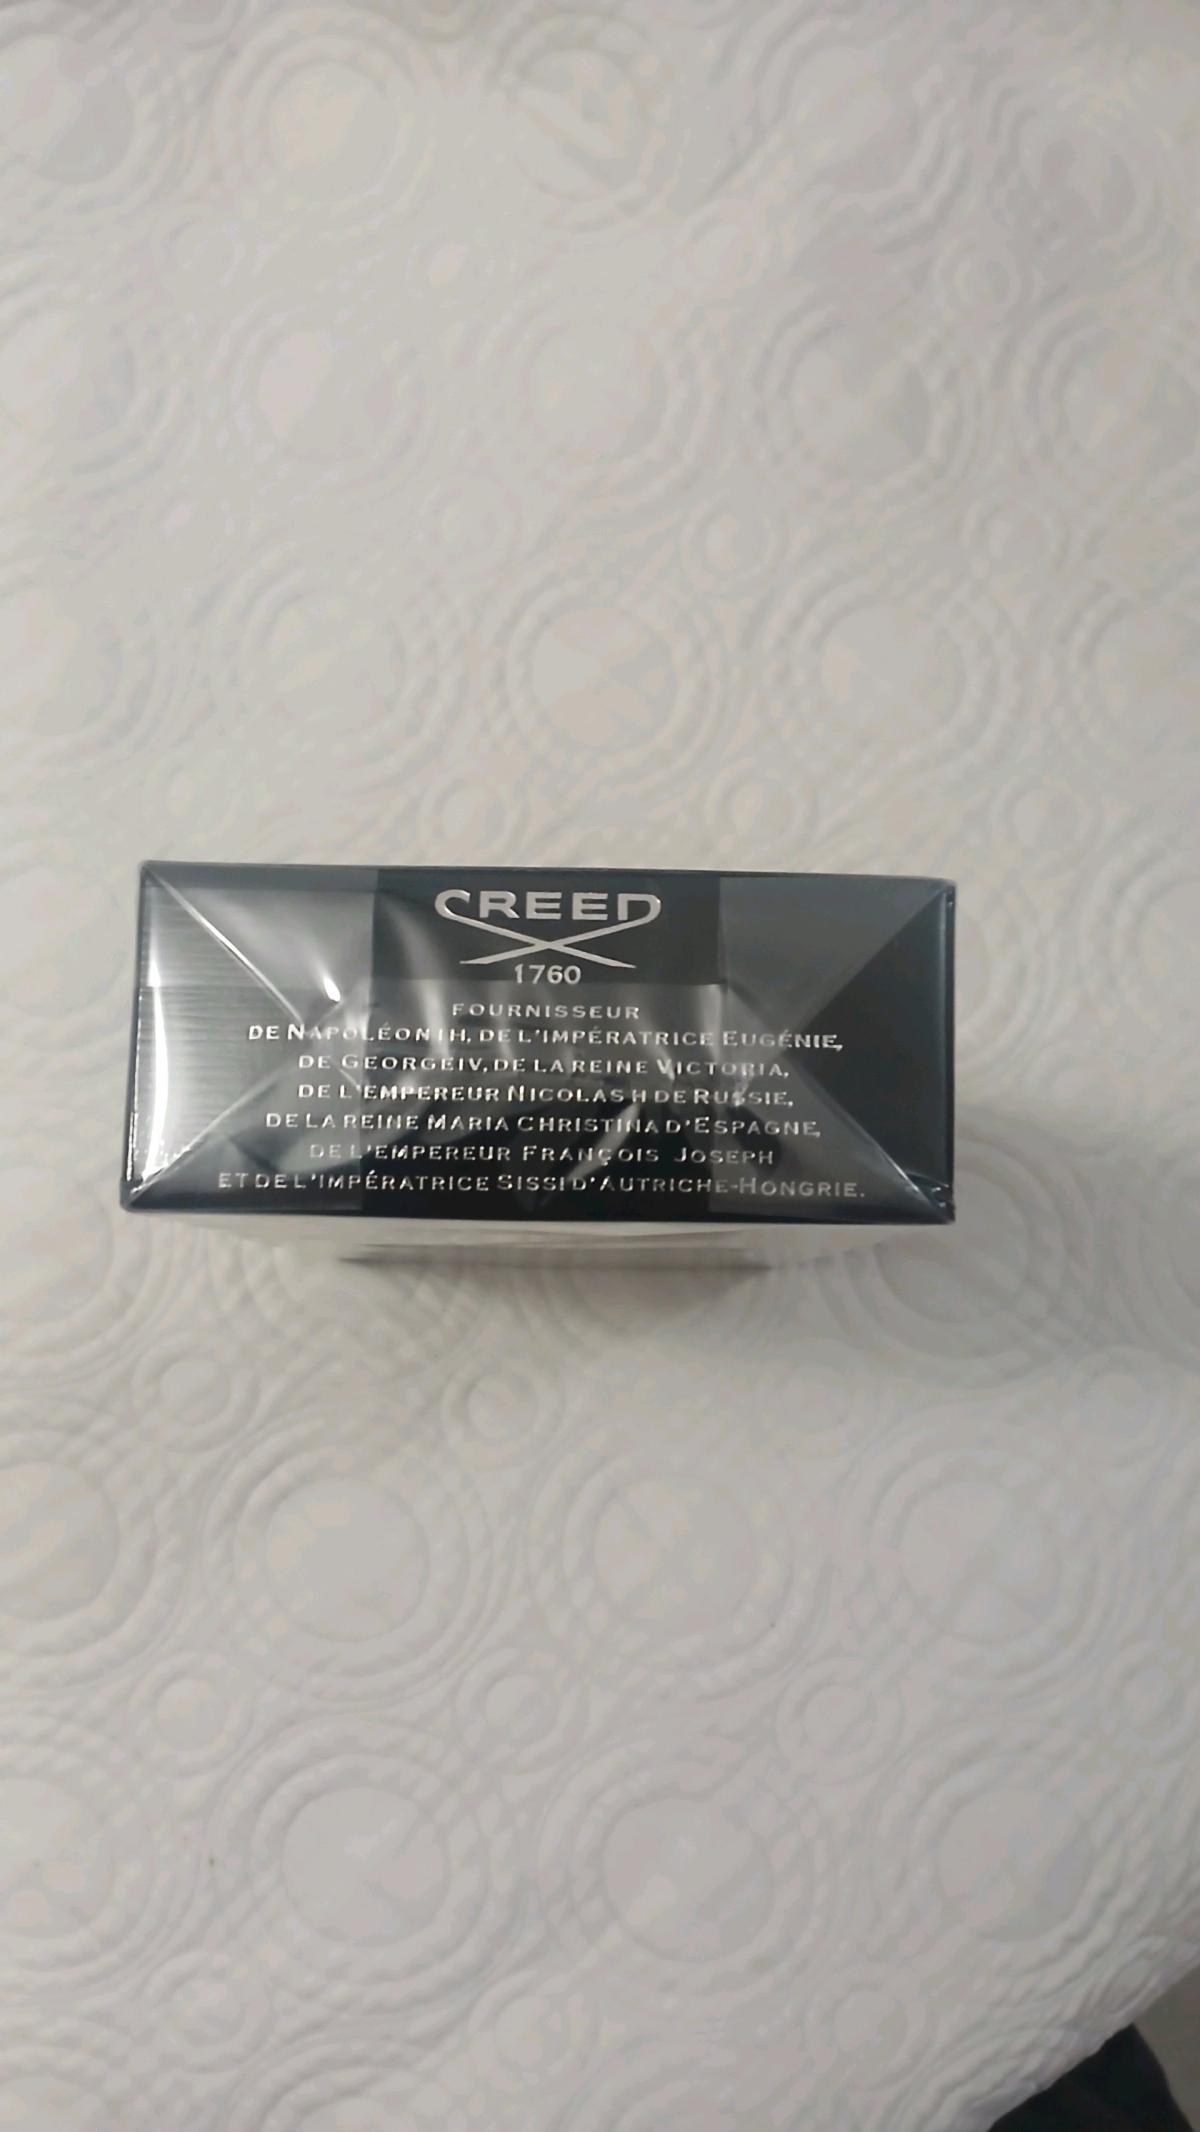 CREED
1760
FOURNISSEUR
DE NAPOLÉON III, DE L'IMPÉRATRICE EUGÉNIE,
DE GEORGE IV, DE LA REINE VICTORIA,
DE L'EMPEREUR NICOLAS II DE RUSSIE,
DE LA REINE MARIA CHRISTINA D'ESPAGNE,
DE L'EMPEREUR FRANÇOIS JOSEPH
ET DE L'IMPÉRATRICE SISSI D'AUTRICHE-HONGRIE.